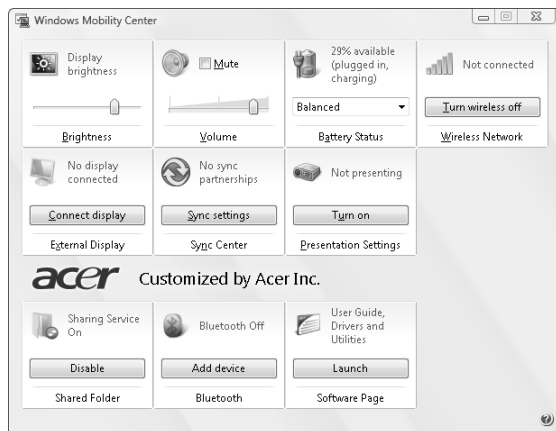 Windows Mobility Center
Display
brightness
Brightness
Mute
Volume
29% available
(plugged in,
charging)
Balanced
Battery Status
Not connected
Turn wireless off
Wireless Network
No display
connected
Connect display
External Display
No sync
partnerships
Sync settings
Sync Center
Not presenting
Turn on
Presentation Settings
acer Customized by Acer Inc.
Sharing Service
On
Disable
Shared Folder
Bluetooth Off
Add device
Bluetooth
User Guide,
Drivers and
Utilities
Launch
Software Page